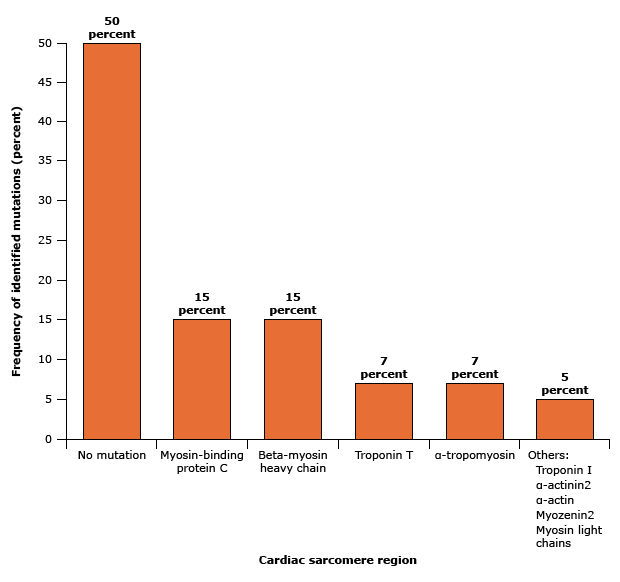 50
percent
50
45
40
35
30
25
20
15
10
5
0
Frequency of identified mutations (percent)
15
percent
15
percent
7
percent
7
percent
5
percent
No mutation
Myosin-binding
protein C
Beta-myosin
heavy chain
Troponin T
α-tropomyosin
Others:
Troponin I
α-actinin2
α-actin
Myozenin2
Myosin light
chains
Cardiac sarcomere region